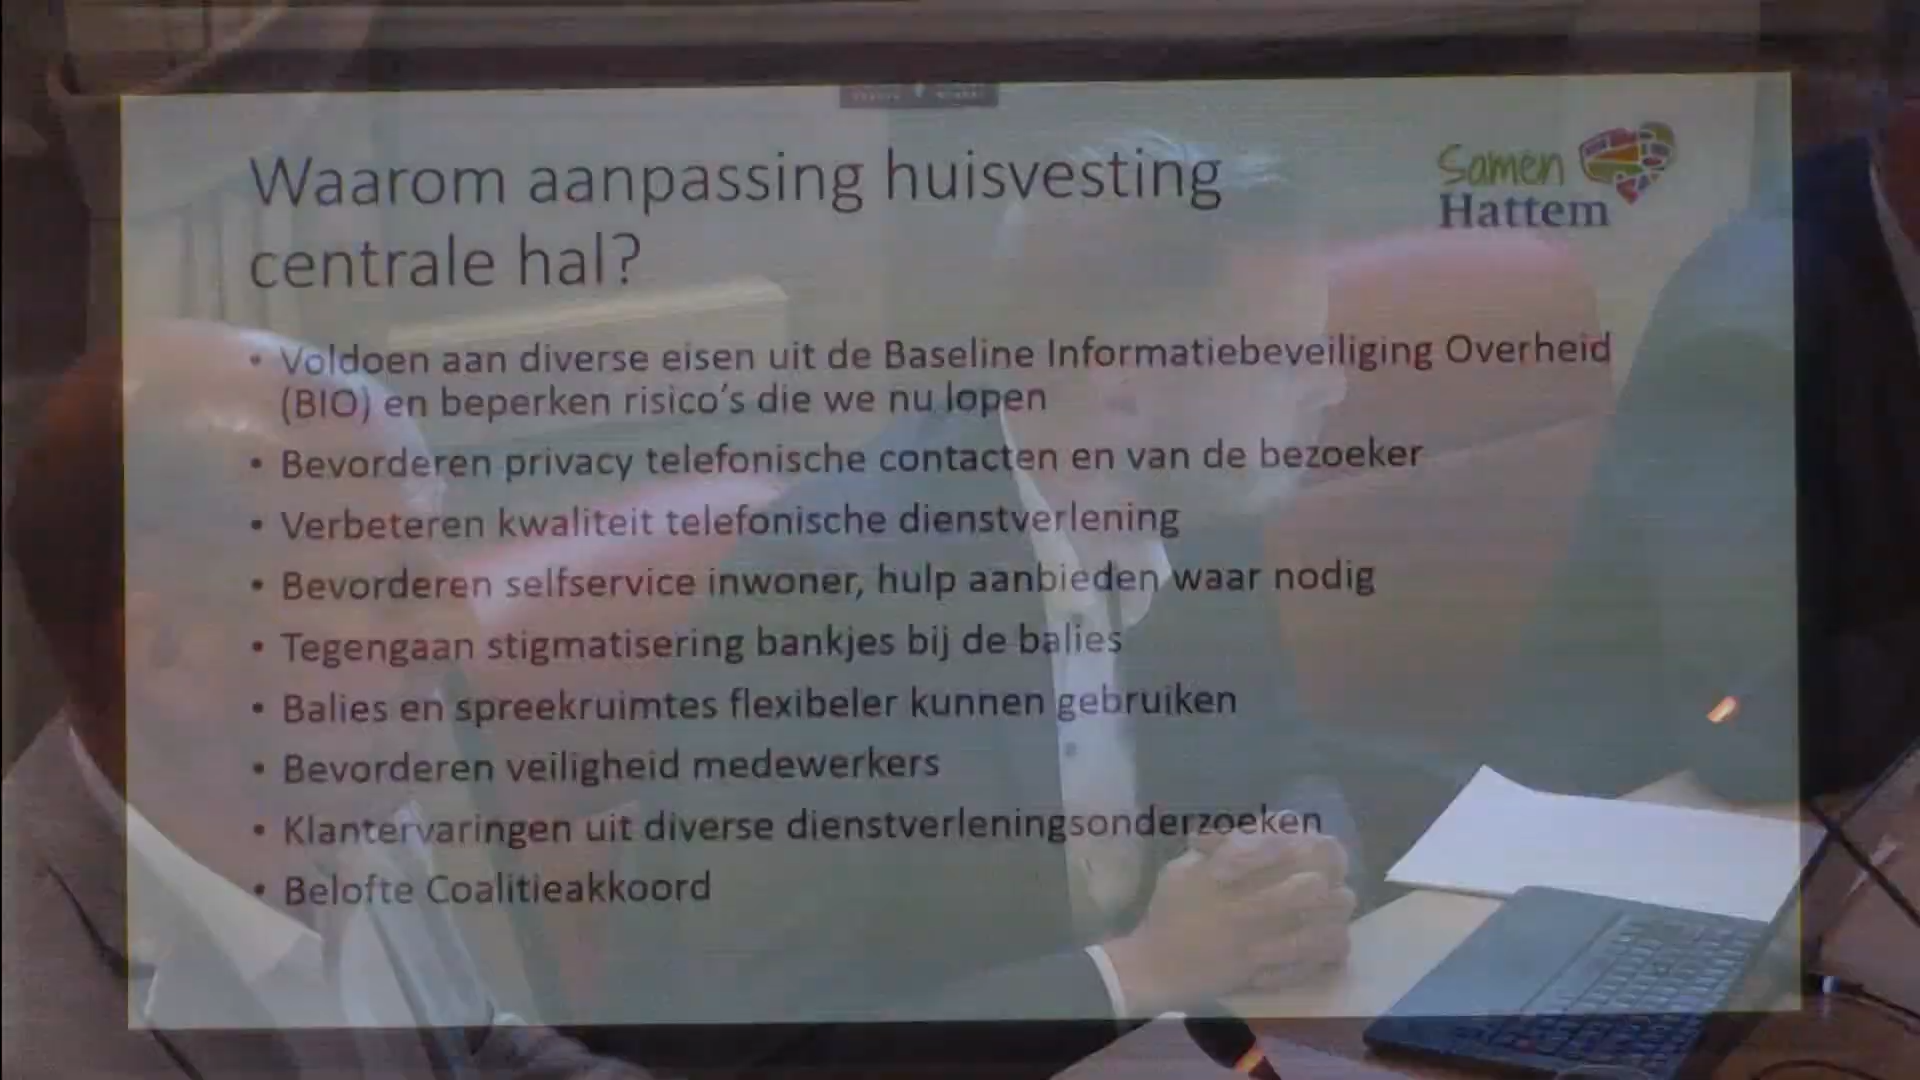 Waarom aanpassing huisvesting
centrale hal?
Samen
Hattem
• Voldoen aan diverse eisen uit de Baseline Informatiebeveiliging Overheid
(BIO) en beperken risico's die we nu lopen
• Bevorderen privacy telefonische contacten en van de bezoeker
• Verbeteren kwaliteit telefonische dienstverlening
• Bevorderen selfservice inwoner, hulp aanbieden waar nodig
• Tegengaan stigmatisering bankjes bij de balies
• Balies en spreekruimtes flexibeler kunnen gebruiken
• Bevorderen veiligheid medewerkers
• Klantervaringen uit diverse dienstverleningsonderzoeken
• Belofte Coalitieakkoord